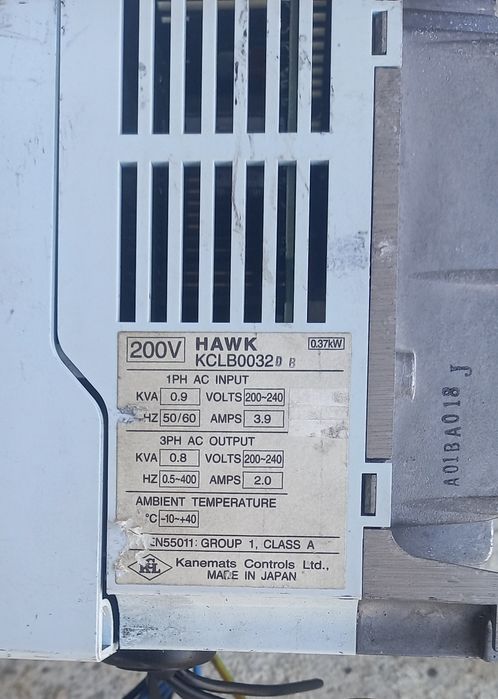 200V HAWK 0.37kW
KCLB0032 D B
1PH AC INPUT
KVA 0.9 VOLTS 200~240
HZ 50/60 AMPS 3.9
3PH AC OUTPUT
KVA 0.8 VOLTS 200~240
HZ 0.5~400 AMPS 2.0
AMBIENT TEMPERATURE
°C -10~+40
EN55011: GROUP 1, CLASS A
Kanemats Controls Ltd.,
MADE IN JAPAN
A01BA018 J